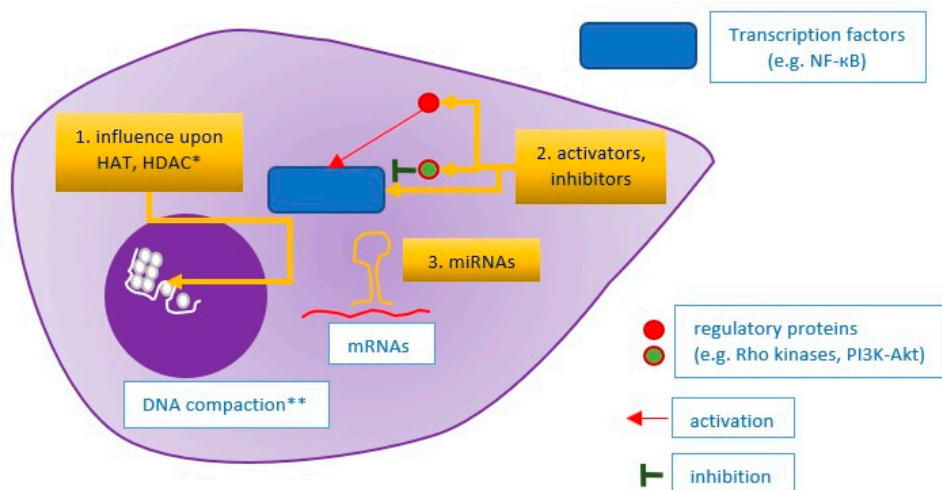 Transcription factors
(e.g. NF-κB)
1. influence upon
HAT, HDAC*
2. activators,
inhibitors
3. miRNAs
mRNAs
DNA compaction**
regulatory proteins
(e.g. Rho kinases, PI3K-Akt)
activation
inhibition